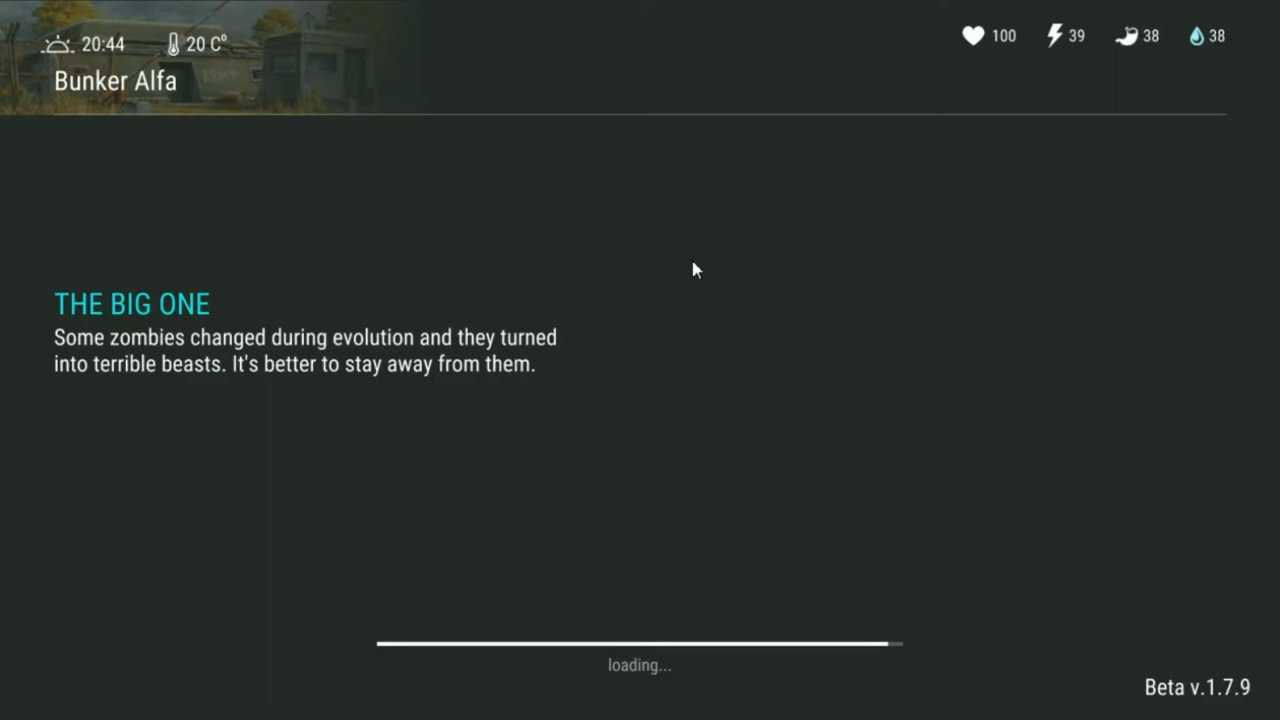 20:44 20 C°
100 39 38 38
Bunker Alfa
THE BIG ONE
Some zombies changed during evolution and they turned
into terrible beasts. It's better to stay away from them.
loading...
Beta v.1.7.9